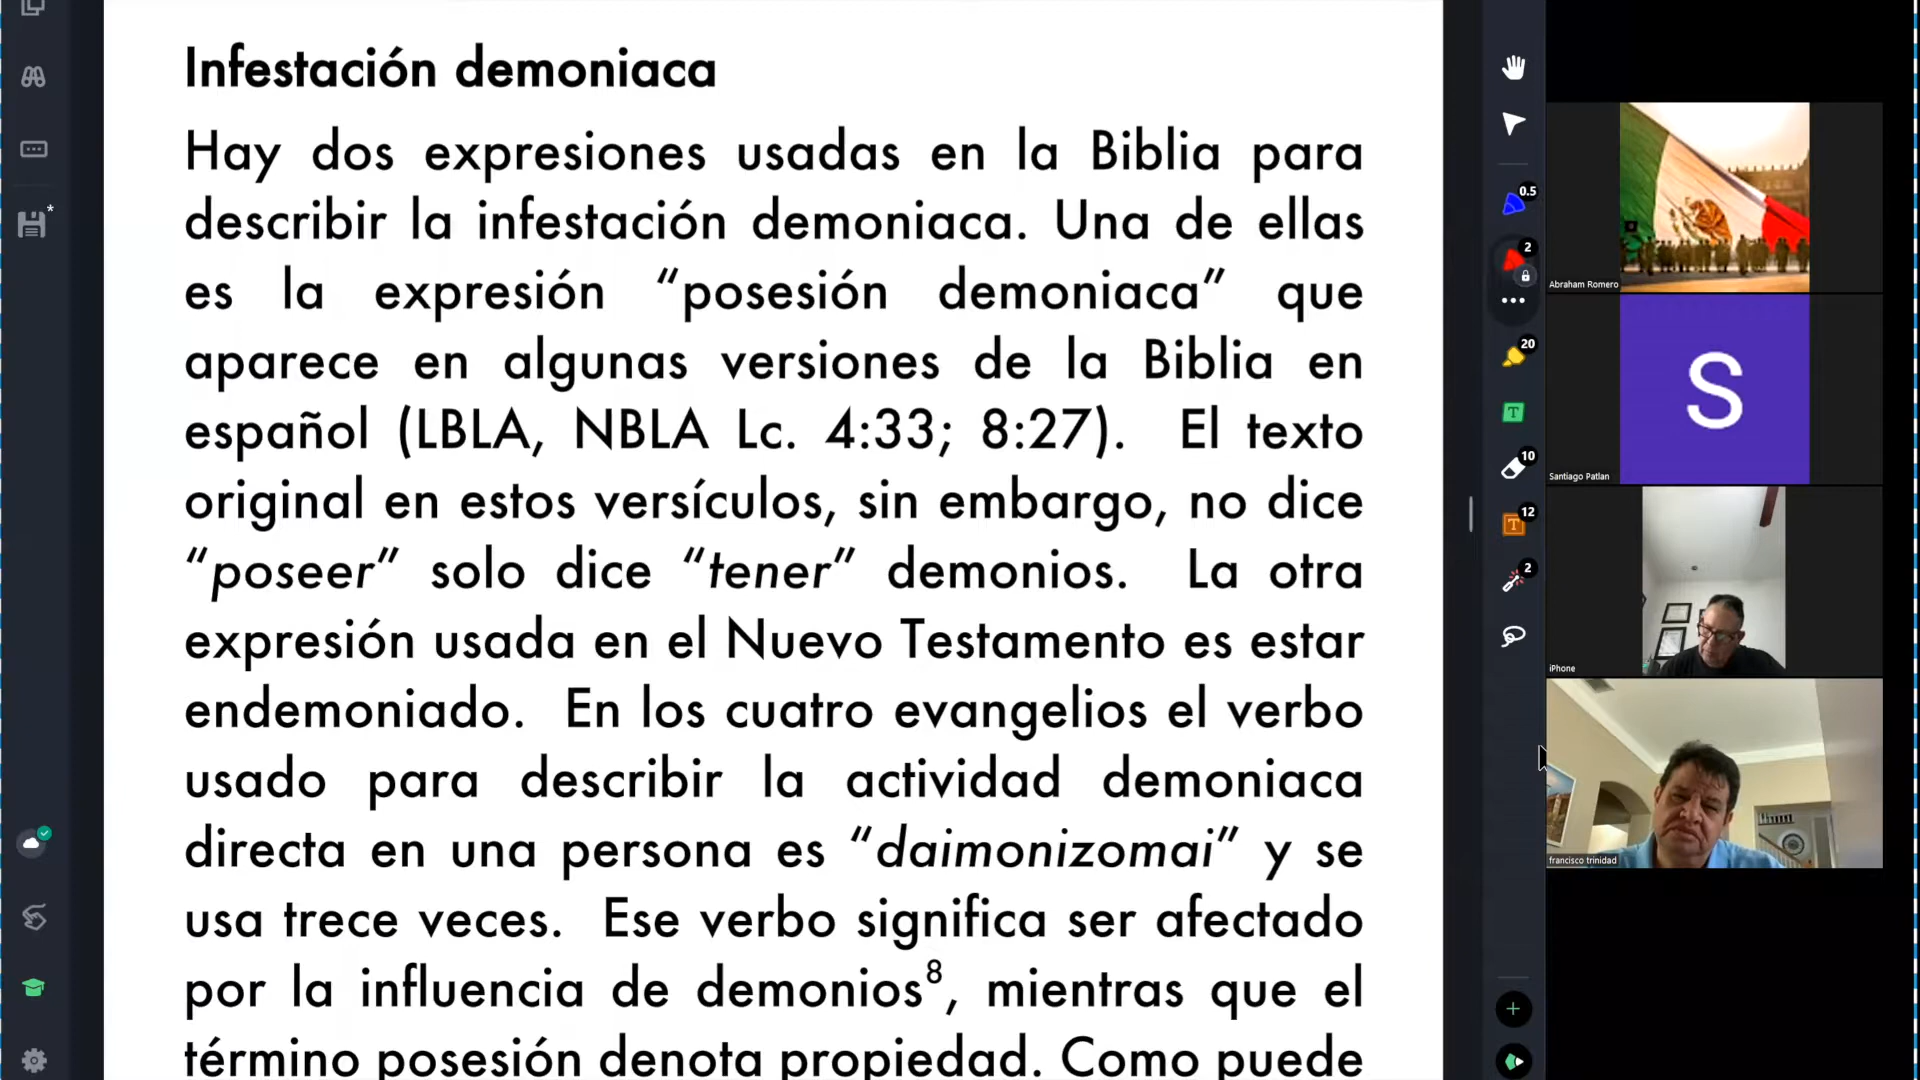 Infestación demoniaca
Hay dos expresiones usadas en la Biblia para
describir la infestación demoniaca. Una de ellas
es la expresión “posesión demoniaca” que
aparece en algunas versiones de la Biblia en
español (LBLA, NBLA Lc. 4:33; 8:27). El texto
original en estos versículos, sin embargo, no dice
“poseer” solo dice “tener” demonios. La otra
expresión usada en el Nuevo Testamento es estar
endemoniado. En los cuatro evangelios el verbo
usado para describir la actividad demoniaca
directa en una persona es “daimonizomai” y se
usa trece veces. Ese verbo significa ser afectado
por la influencia de demonios⁸, mientras que el
término posesión denota propiedad. Como puede
0.5
2
20
T
10
T 12
2
Abraham Romero
S
Santiago Patlan
iPhone
francisco trinidad